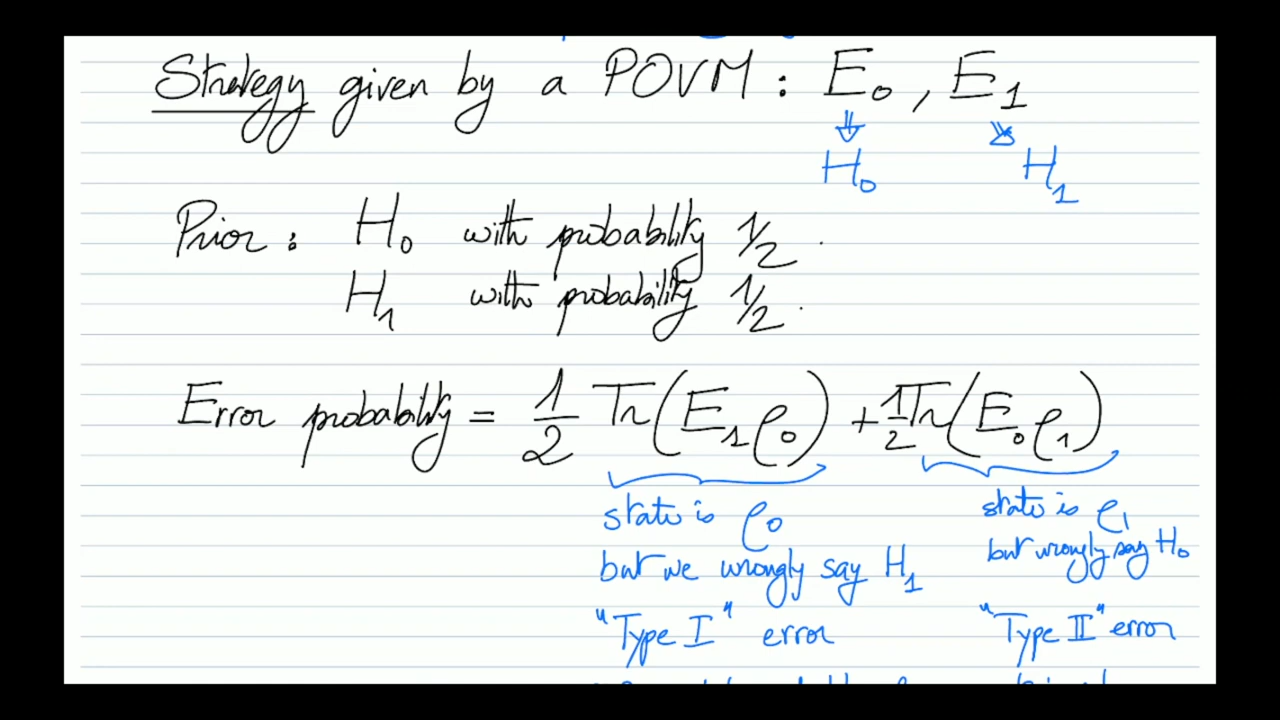 Strategy given by a POVM : E₀ , E₁
⇓ ⇘
H₀ H₁
Prior : H₀ with probability 1/2 .
H₁ with probability 1/2 .
Error probability = 1/2 Tr(E₁ρ₀) + 1/2 Tr(E₀ρ₁)
state is ρ₀ state is ρ₁
but we wrongly say H₁ but wrongly say H₀
"Type I" error "Type II" error